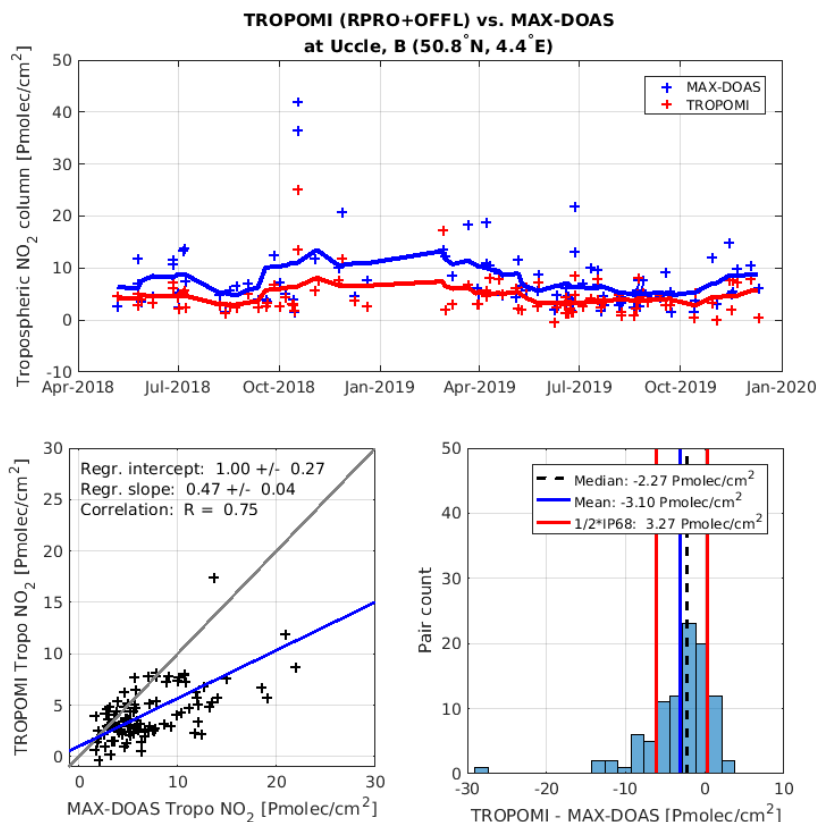 TROPOMI (RPRO+OFFL) vs. MAX-DOAS
at Uccle, B (50.8°N, 4.4°E)
Topospheric NO₂ column [Pmolec/cm²]
50
40
30
20
10
0
-10
MAX-DOAS
TROPOMI
Apr-2018 Jul-2018 Oct-2018 Jan-2019 Apr-2019 Jul-2019 Oct-2019 Jan-2020
TROPOMI Tropo NO₂ [Pmolec/cm²]
30
25
20
15
10
5
0
Regr. intercept: 1.00 +/- 0.27
Regr. slope: 0.47 +/- 0.04
Correlation: R = 0.75
0 10 20 30
MAX-DOAS Tropo NO₂ [Pmolec/cm²]
Pair count
50
40
30
20
10
0
Median: -2.27 Pmolec/cm²
Mean: -3.10 Pmolec/cm²
1/2*IP68: 3.27 Pmolec/cm²
-30 -20 -10 0 10
TROPOMI - MAX-DOAS [Pmolec/cm²]